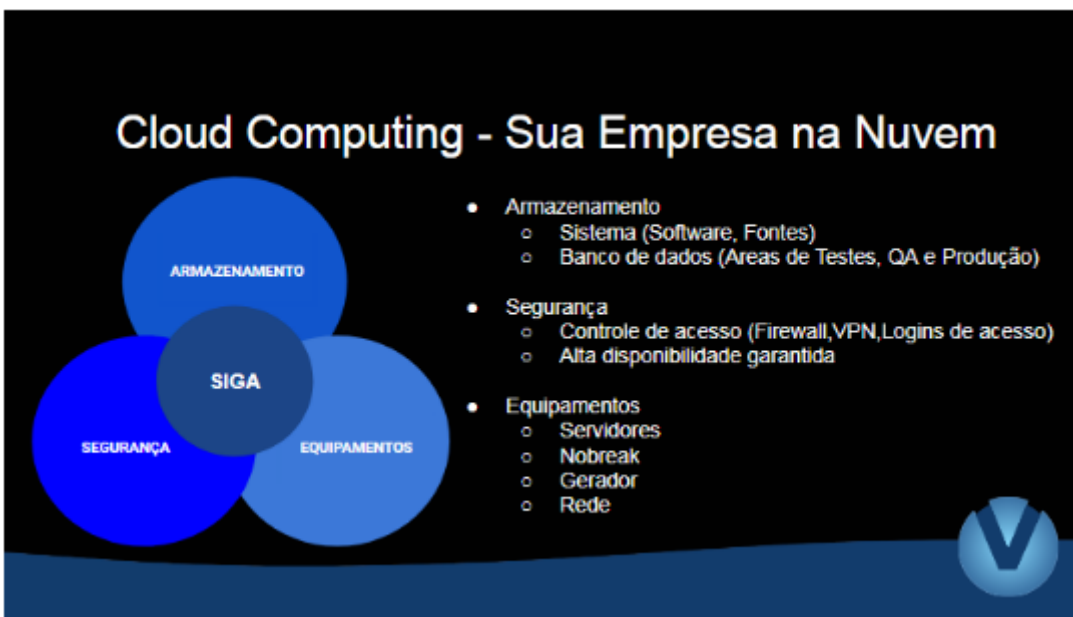 Cloud Computing - Sua Empresa na Nuvem
ARMAZENAMENTO
SIGA
SEGURANÇA
EQUIPAMENTOS
● Armazenamento
○ Sistema (Software, Fontes)
○ Banco de dados (Areas de Testes, QA e Produção)
● Segurança
○ Controle de acesso (Firewall,VPN,Logins de acesso)
○ Alta disponibilidade garantida
● Equipamentos
○ Servidores
○ Nobreak
○ Gerador
○ Rede
V